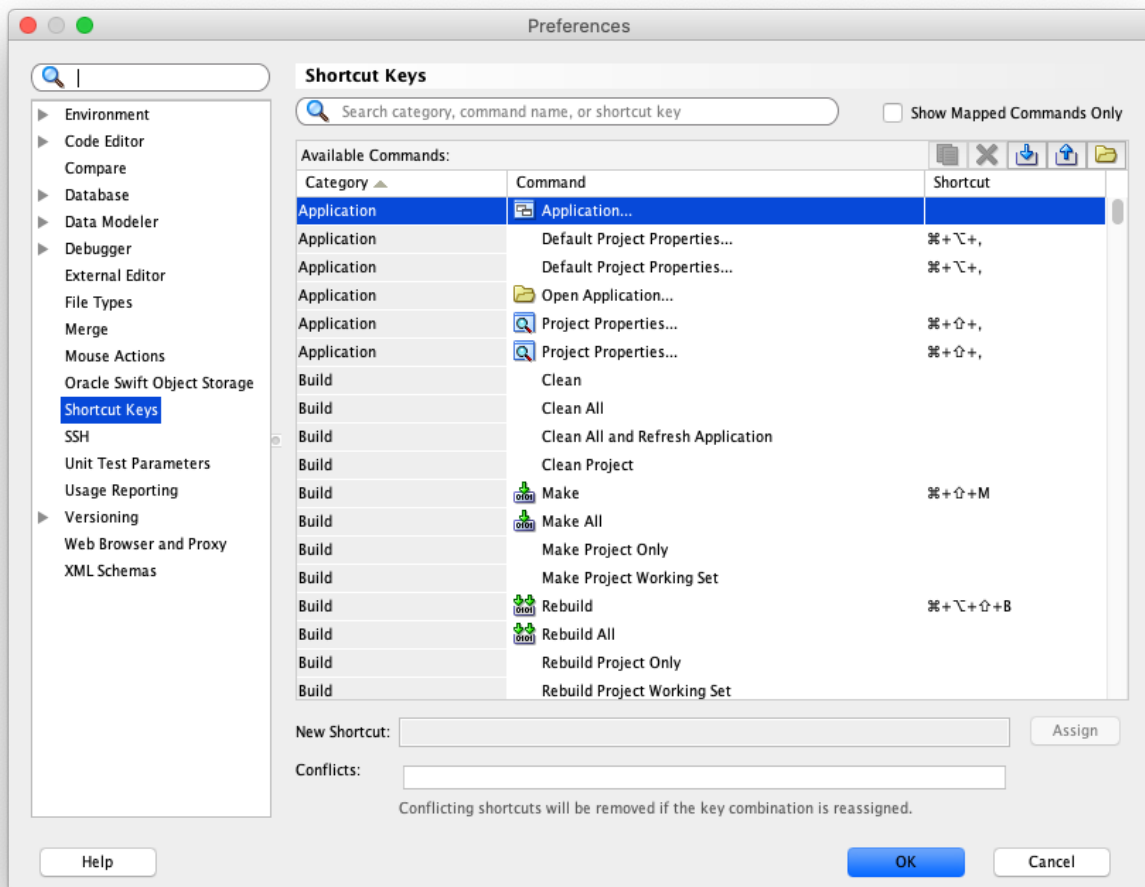 Preferences
Shortcut Keys
Search category, command name, or shortcut key
Show Mapped Commands Only
Environment
Code Editor
Compare
Database
Data Modeler
Debugger
External Editor
File Types
Merge
Mouse Actions
Oracle Swift Object Storage
Shortcut Keys
SSH
Unit Test Parameters
Usage Reporting
Versioning
Web Browser and Proxy
XML Schemas
Available Commands:
Category Command Shortcut
Application Application...
Application Default Project Properties... ⌘+⌥+,
Application Default Project Properties... ⌘+⌥+,
Application Open Application...
Application Project Properties... ⌘+⇧+,
Application Project Properties... ⌘+⇧+,
Build Clean
Build Clean All
Build Clean All and Refresh Application
Build Clean Project
Build Make ⌘+⇧+M
Build Make All
Build Make Project Only
Build Make Project Working Set
Build Rebuild ⌘+⌥+⇧+B
Build Rebuild All
Build Rebuild Project Only
Build Rebuild Project Working Set
New Shortcut: Assign
Conflicts:
Conflicting shortcuts will be removed if the key combination is reassigned.
Help OK Cancel